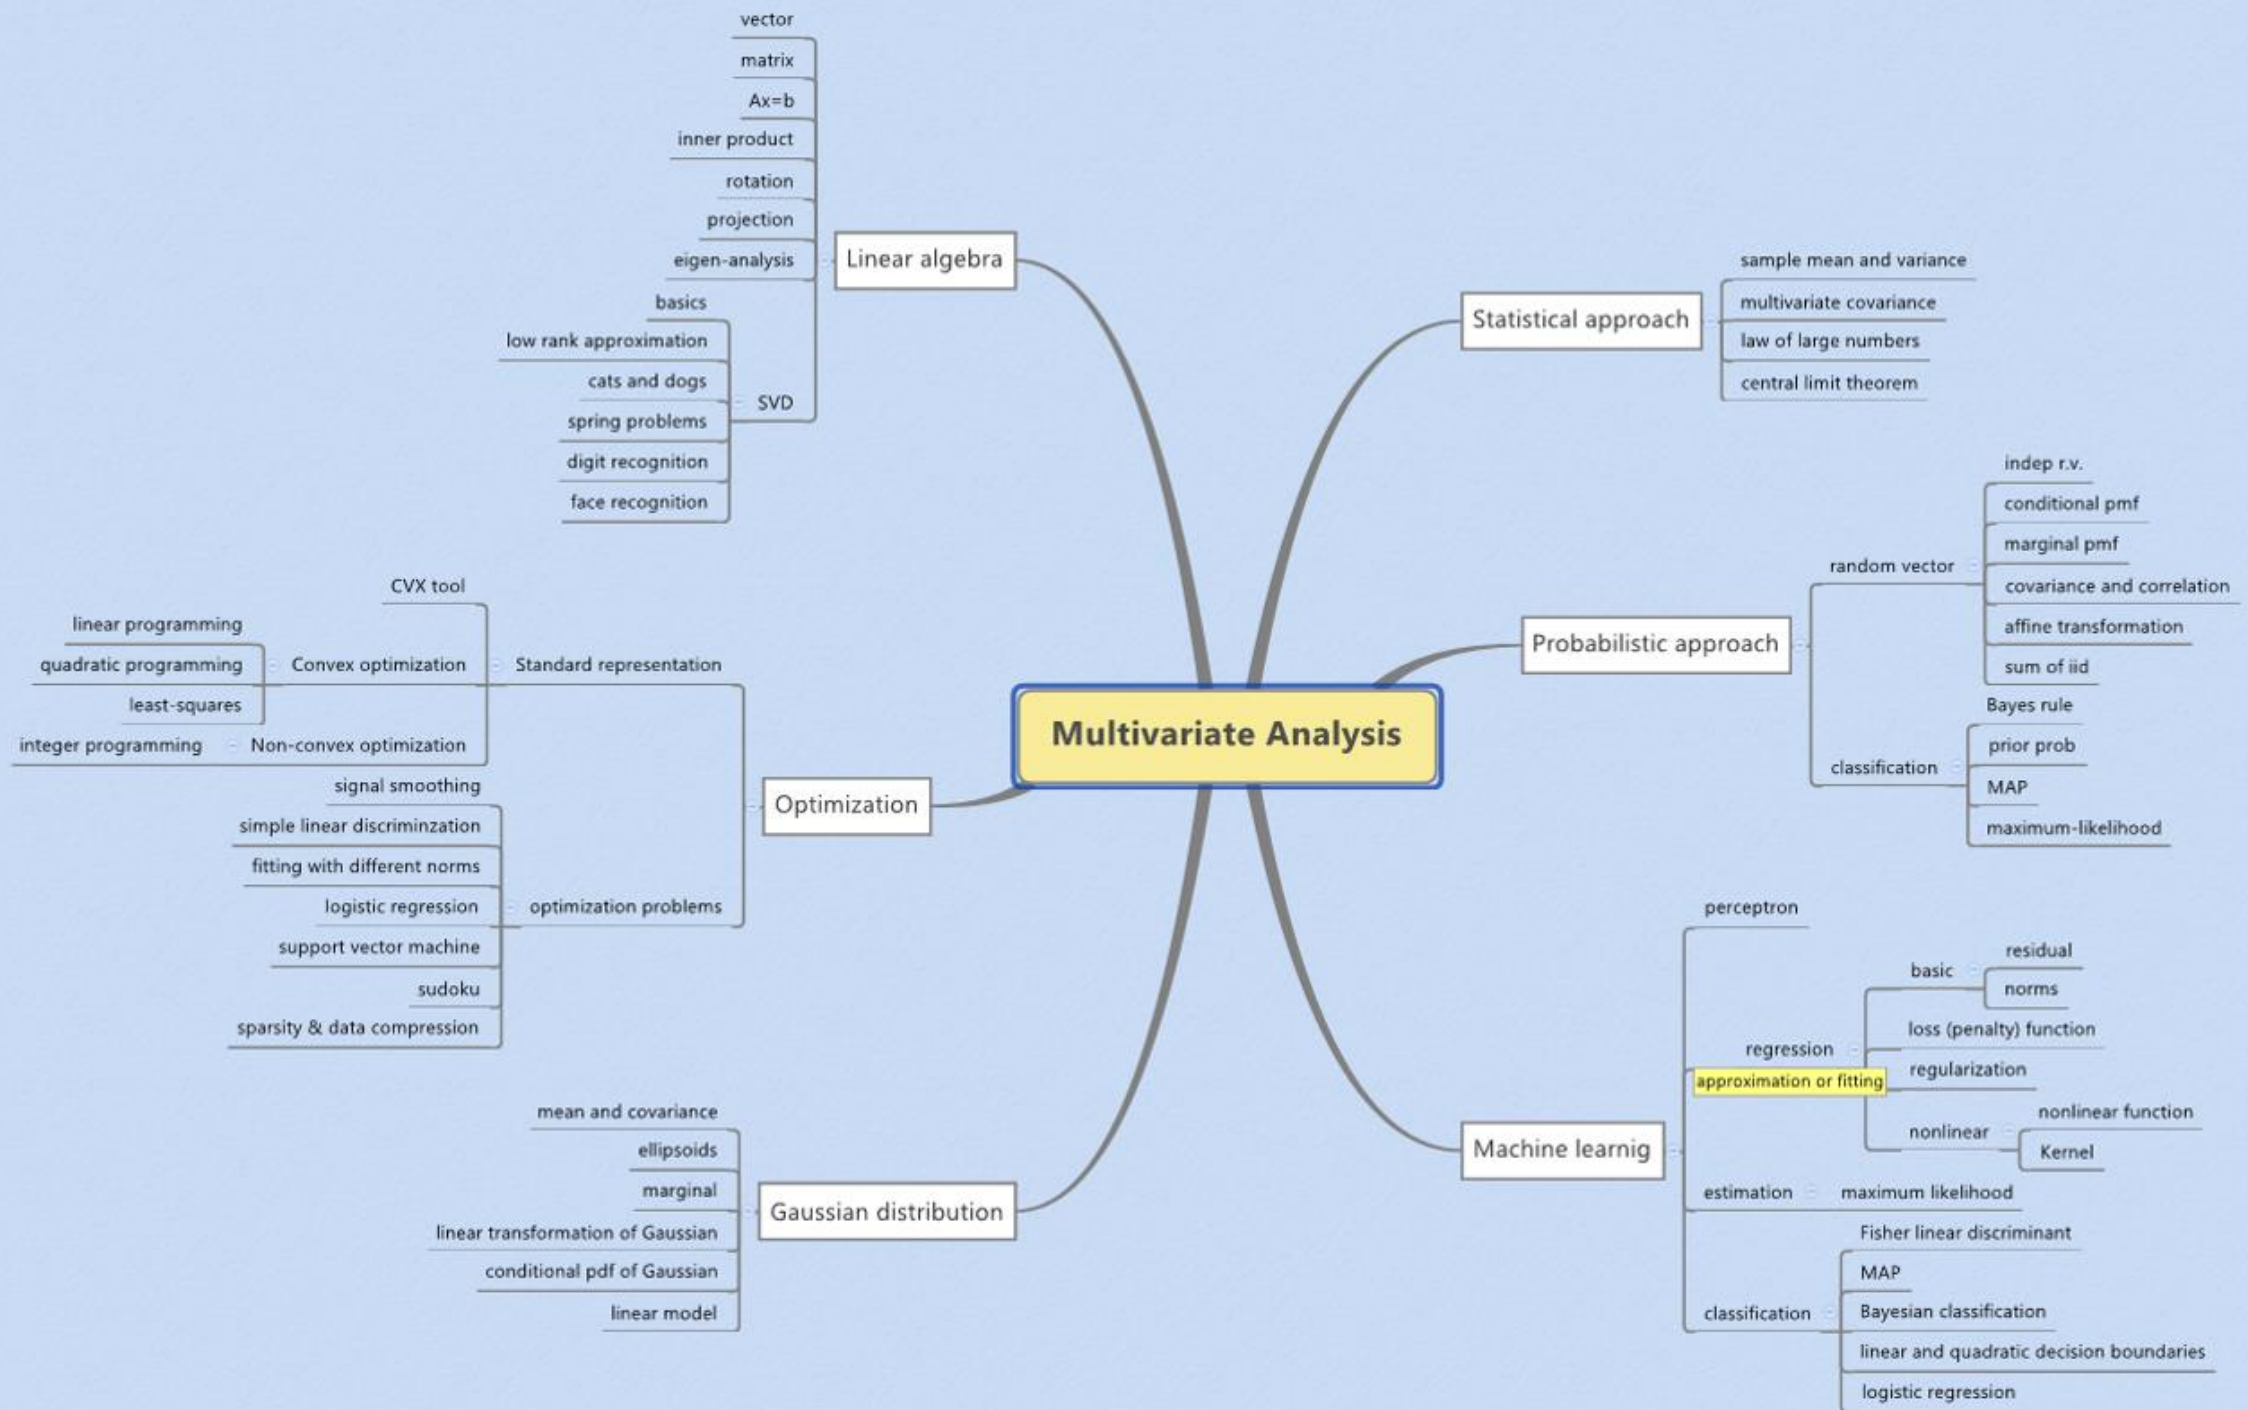 Multivariate Analysis
Linear algebra
vector
matrix
Ax=b
inner product
rotation
projection
eigen-analysis
SVD
basics
low rank approximation
cats and dogs
spring problems
digit recognition
face recognition
Optimization
Standard representation
CVX tool
Convex optimization
linear programming
quadratic programming
least-squares
Non-convex optimization
integer programming
optimization problems
signal smoothing
simple linear discriminzation
fitting with different norms
logistic regression
support vector machine
sudoku
sparsity & data compression
Gaussian distribution
mean and covariance
ellipsoids
marginal
linear transformation of Gaussian
conditional pdf of Gaussian
linear model
Statistical approach
sample mean and variance
multivariate covariance
law of large numbers
central limit theorem
Probabilistic approach
random vector
indep r.v.
conditional pmf
marginal pmf
covariance and correlation
affine transformation
sum of iid
classification
Bayes rule
prior prob
MAP
maximum-likelihood
Machine learnig
perceptron
regression
approximation or fitting
basic
residual
norms
loss (penalty) function
regularization
nonlinear
nonlinear function
Kernel
estimation
maximum likelihood
classification
Fisher linear discriminant
MAP
Bayesian classification
linear and quadratic decision boundaries
logistic regression